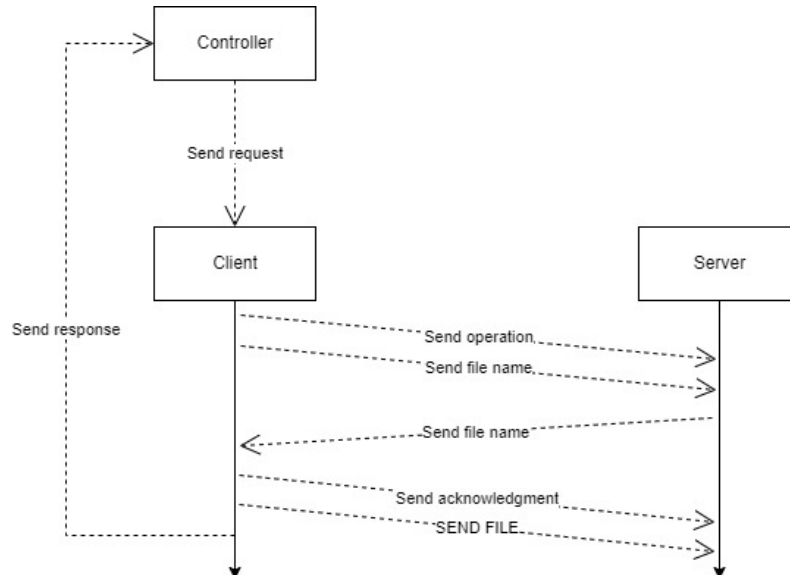 Controller
Send request
Client
Server
Send response
Send operation
Send file name
Send file name
Send acknowledgment
SEND FILE